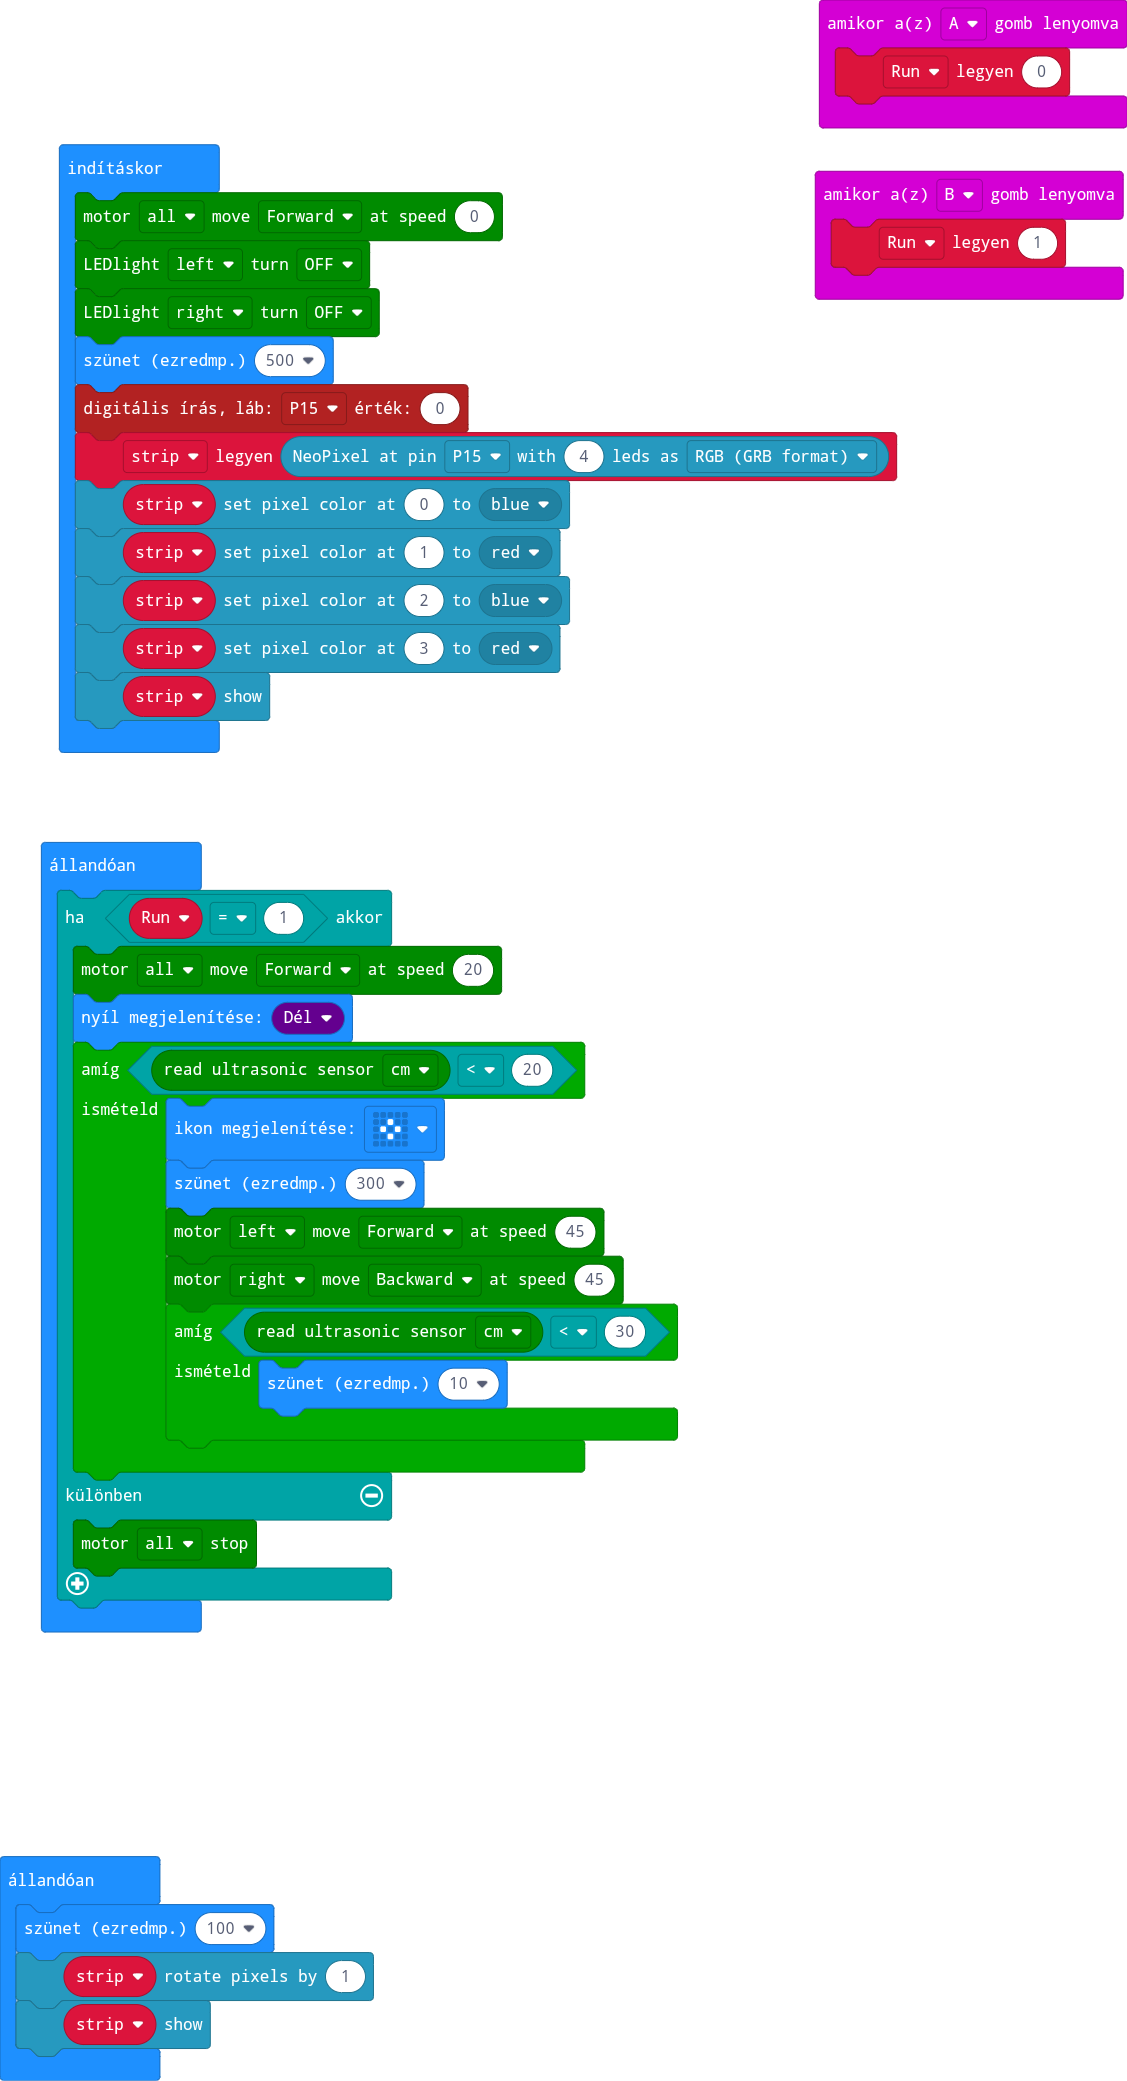 amikor a(z) A gomb lenyomva
Run legyen 0
amikor a(z) B gomb lenyomva
Run legyen 1
indításkor
motor all move Forward at speed 0
LEDlight left turn OFF
LEDlight right turn OFF
szünet (ezredmp.) 500
digitális írás, láb: P15 érték: 0
strip legyen NeoPixel at pin P15 with 4 leds as RGB (GRB format)
strip set pixel color at 0 to blue
strip set pixel color at 1 to red
strip set pixel color at 2 to blue
strip set pixel color at 3 to red
strip show
állandóan
ha Run = 1 akkor
motor all move Forward at speed 20
nyíl megjelenítése: Dél
amíg read ultrasonic sensor cm < 20
ismételd
ikon megjelenítése:
szünet (ezredmp.) 300
motor left move Forward at speed 45
motor right move Backward at speed 45
amíg read ultrasonic sensor cm < 30
ismételd
szünet (ezredmp.) 10
különben
motor all stop
állandóan
szünet (ezredmp.) 100
strip rotate pixels by 1
strip show